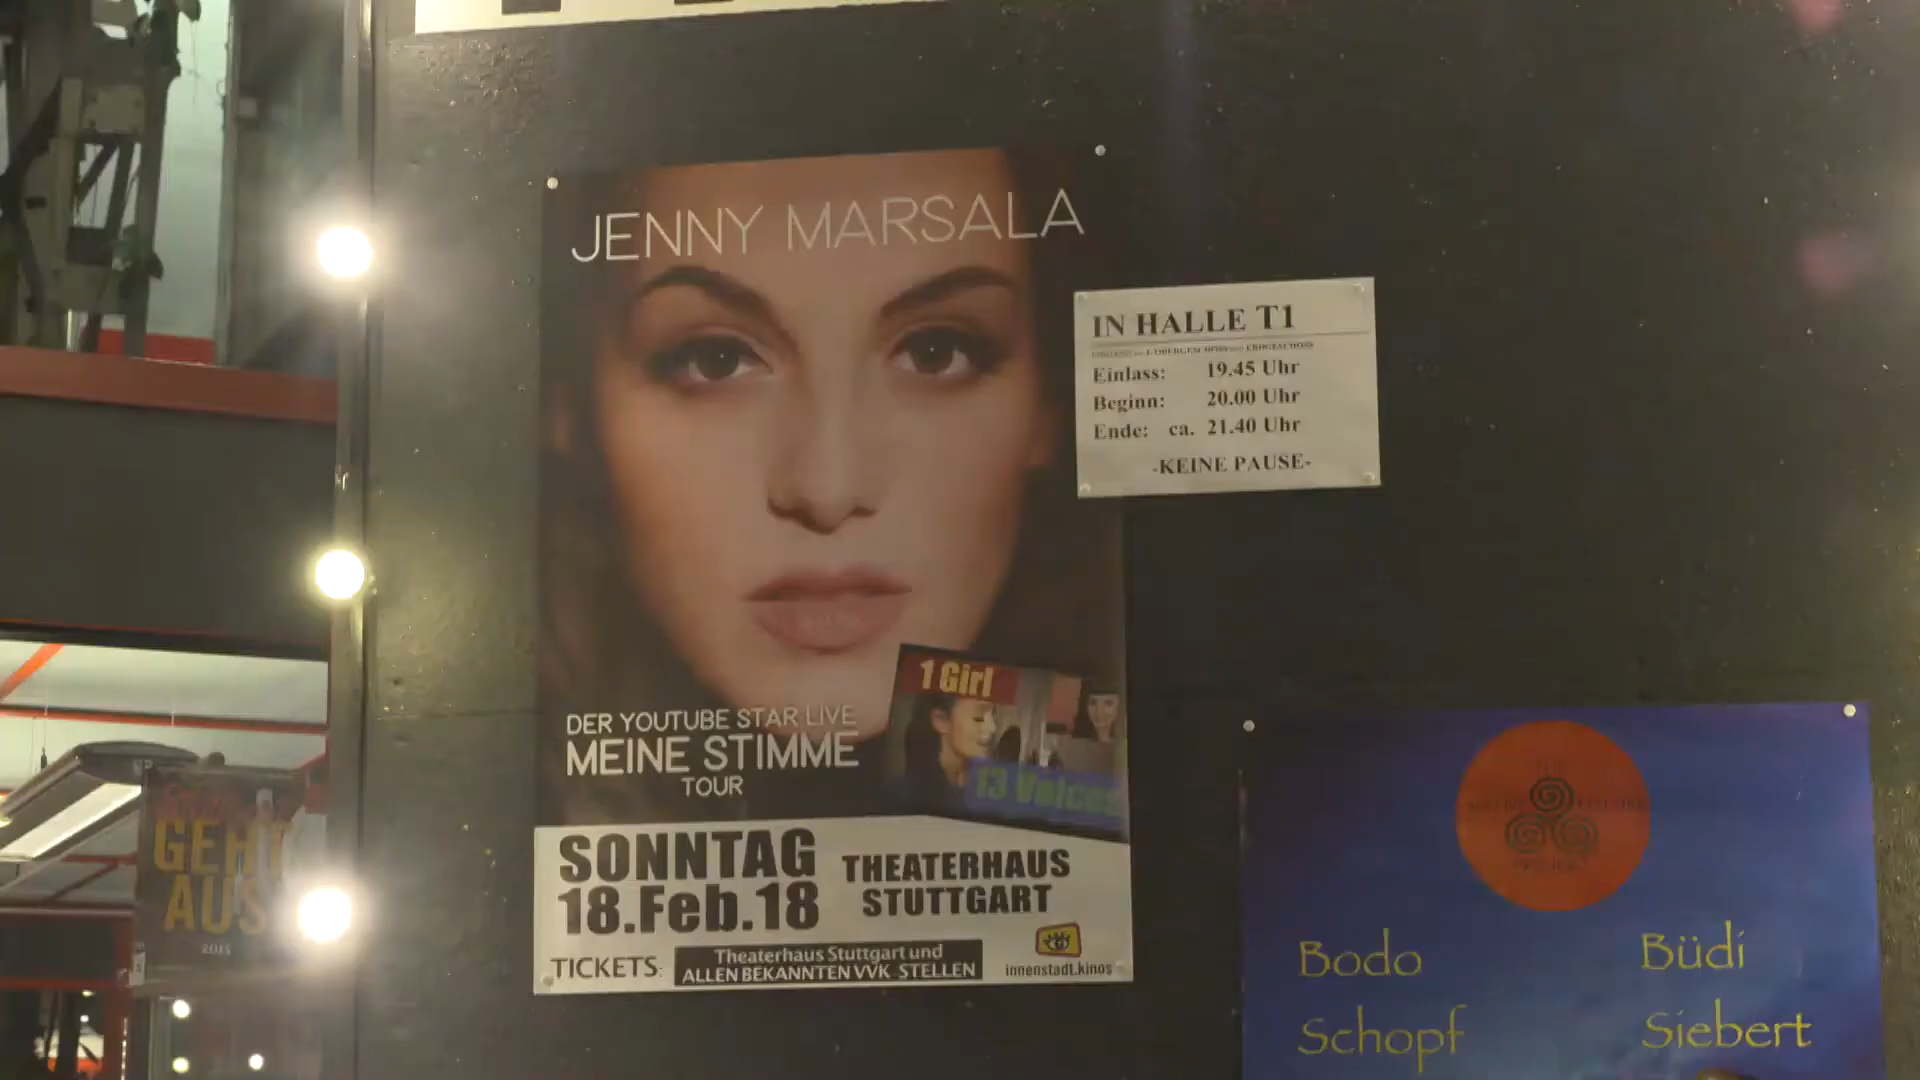 JENNY MARSALA
DER YOUTUBE STAR LIVE
MEINE STIMME
TOUR
1 Girl
13 Voices
SONNTAG
18.Feb.18
THEATERHAUS
STUTTGART
TICKETS:
Theaterhaus Stuttgart und
ALLEN BEKANNTEN VVK STELLEN
innenstadt.kinos
IN HALLE T1
Einlass: 19.45 Uhr
Beginn: 20.00 Uhr
Ende: ca. 21.40 Uhr
-KEINE PAUSE-
GEHT
AUS
Bodo
Schopf
Büdi
Siebert